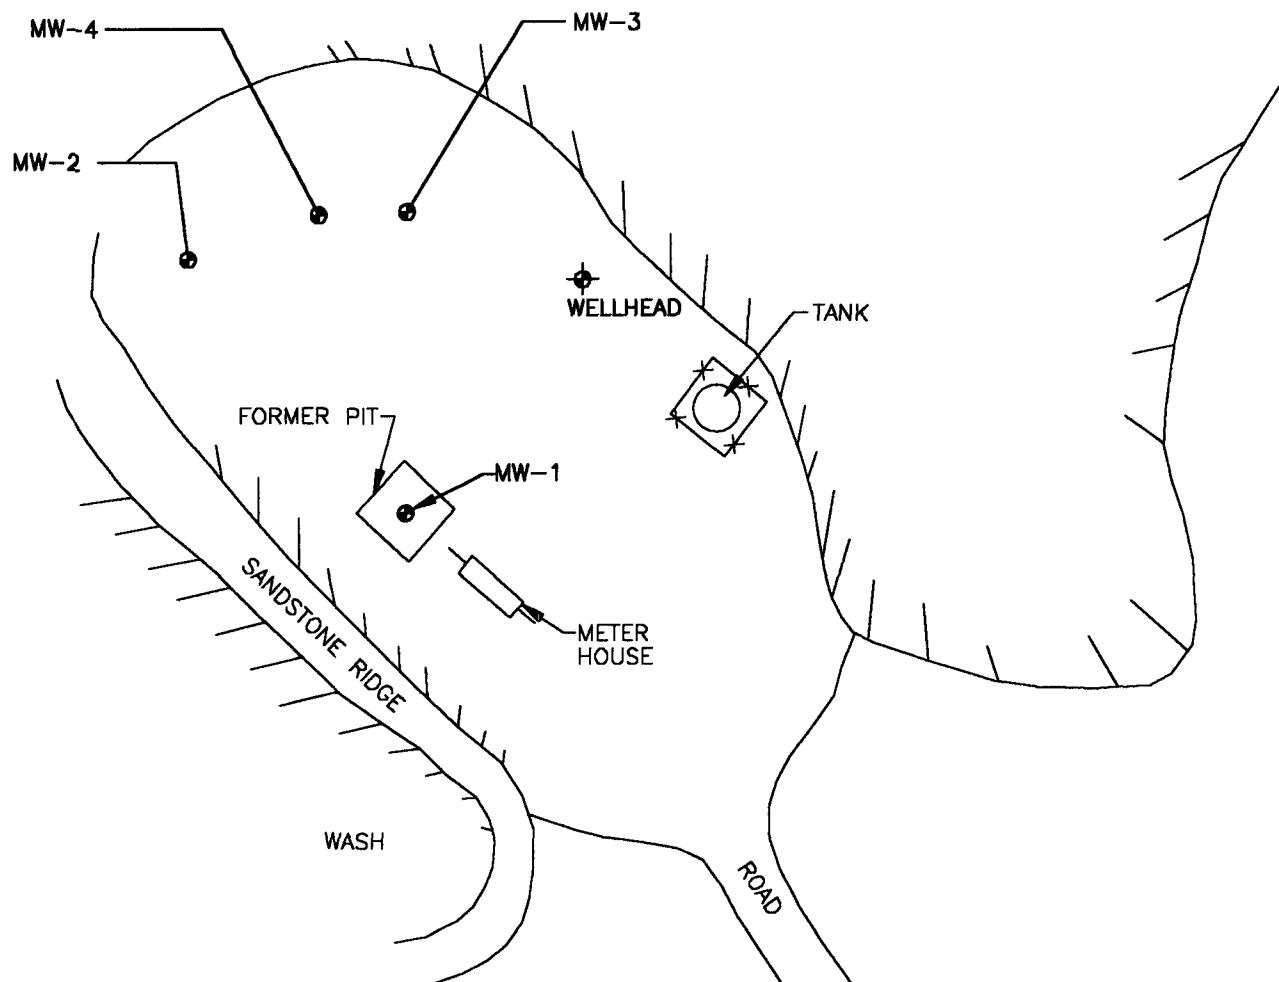 MW-4
MW-3
MW-2
WELLHEAD
TANK
FORMER PIT
MW-1
SANDSTONE RIDGE
METER
HOUSE
WASH
ROAD